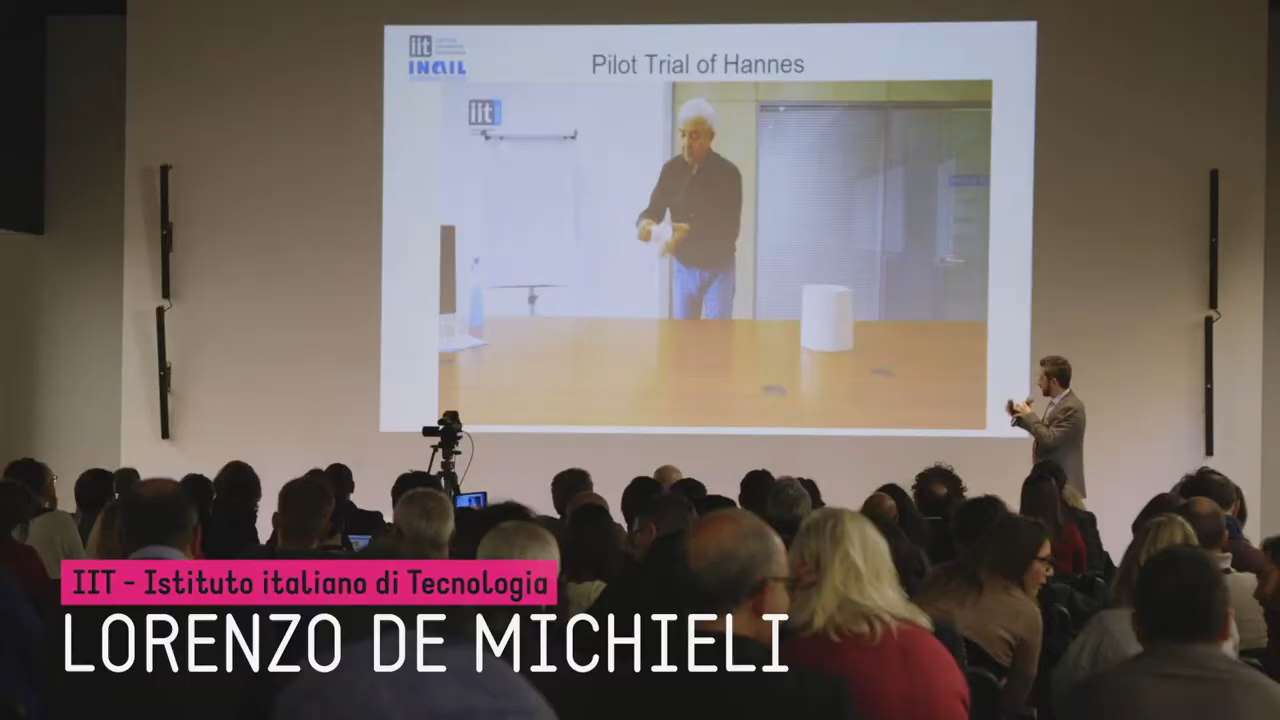 iit
INAIL
Pilot Trial of Hannes
iit
IIT - Istituto italiano di Tecnologia
LORENZO DE MICHIELI